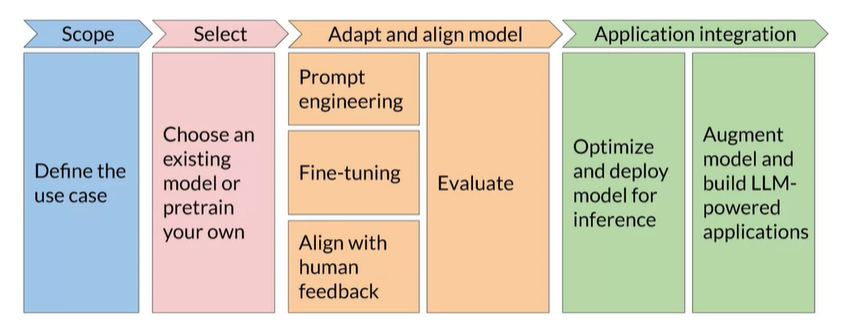 Scope
Select
Adapt and align model
Application integration
Define the
use case
Choose an
existing
model or
pretrain
your own
Prompt
engineering
Fine-tuning
Align with
human
feedback
Evaluate
Optimize
and deploy
model for
inference
Augment
model and
build LLM-
powered
applications